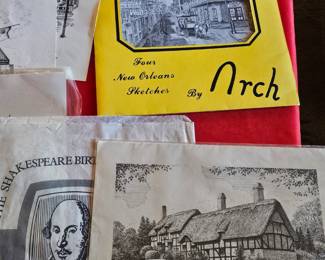 Four
New Orleans
Sketches By Arch
THE SHAKESPEARE BIR